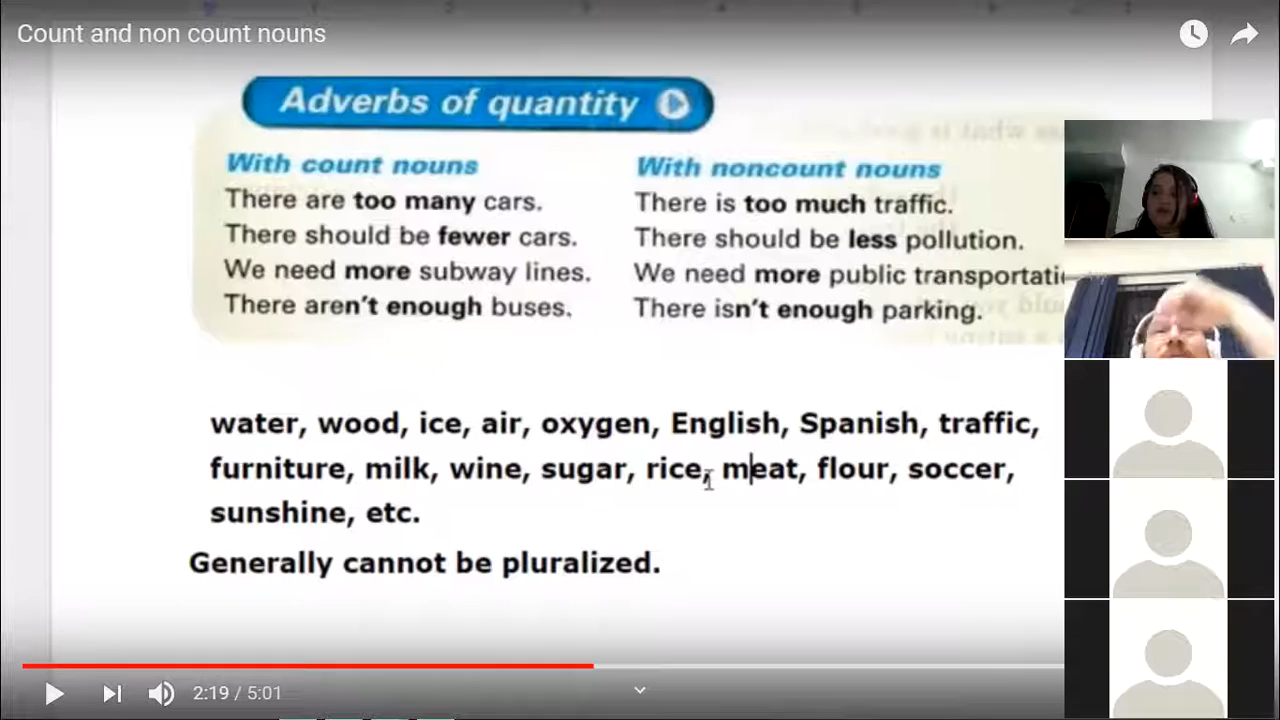 Count and non count nouns
Adverbs of quantity
With count nouns
There are too many cars.
There should be fewer cars.
We need more subway lines.
There aren't enough buses.
With noncount nouns
There is too much traffic.
There should be less pollution.
We need more public transportati
There isn't enough parking.
water, wood, ice, air, oxygen, English, Spanish, traffic,
furniture, milk, wine, sugar, rice, meat, flour, soccer,
sunshine, etc.
Generally cannot be pluralized.
2:19 / 5:01